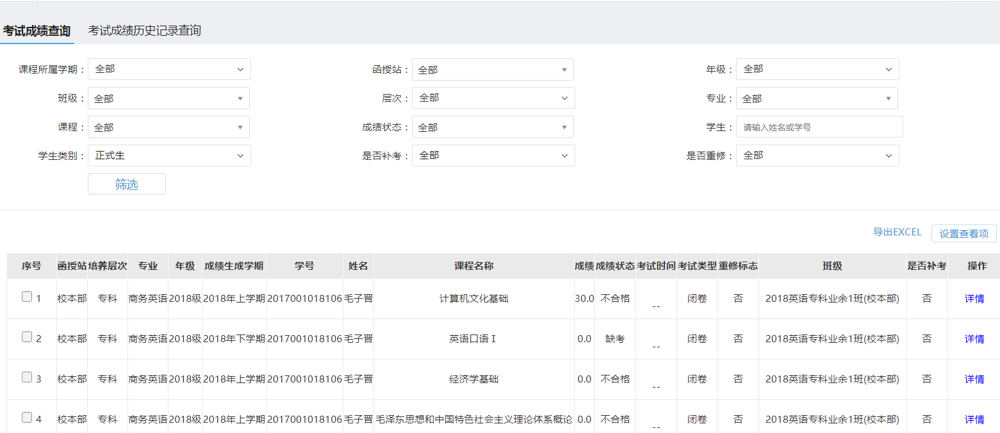 考试成绩查询 考试成绩历史记录查询
课程所属学期： 全部 函授站： 全部 年级： 全部
班级： 全部 层次： 全部 专业： 全部
课程： 全部 成绩状态： 全部 学生： 请输入姓名或学号
学生类别： 正式生 是否补考： 全部 是否重修： 全部
筛选
导出EXCEL 设置查看项
序号 函授站 培养层次 专业 年级 成绩生成学期 学号 姓名 课程名称 成绩 成绩状态 考试时间 考试类型 重修标志 班级 是否补考 操作
1 校本部 专科 商务英语 2018级 2018年上学期 2017001018106 毛子晋 计算机文化基础 30.0 不合格 -- 闭卷 否 2018英语专科业余1班(校本部) 否 详情
2 校本部 专科 商务英语 2018级 2018年下学期 2017001018106 毛子晋 英语口语 I 0.0 缺考 -- 闭卷 否 2018英语专科业余1班(校本部) 否 详情
3 校本部 专科 商务英语 2018级 2018年上学期 2017001018106 毛子晋 经济学基础 0.0 不合格 -- 闭卷 否 2018英语专科业余1班(校本部) 否 详情
4 校本部 专科 商务英语 2018级 2018年上学期 2017001018106 毛子晋 毛泽东思想和中国特色社会主义理论体系概论 0.0 不合格 -- 闭卷 否 2018英语专科业余1班(校本部) 否 详情